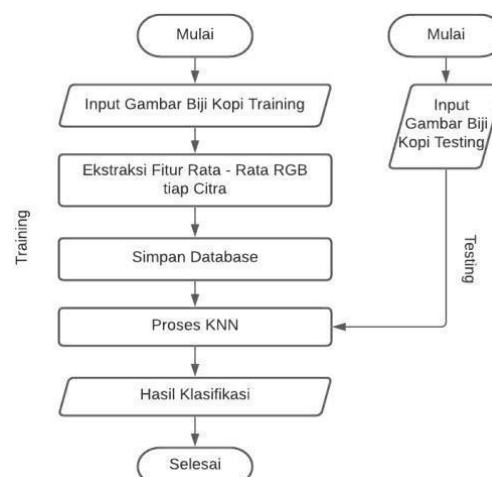 Mulai
Input Gambar Biji Kopi Training
Ekstraksi Fitur Rata - Rata RGB
tiap Citra
Simpan Database
Proses KNN
Hasil Klasifikasi
Selesai
Training
Mulai
Input
Gambar Biji
Kopi Testing
Testing